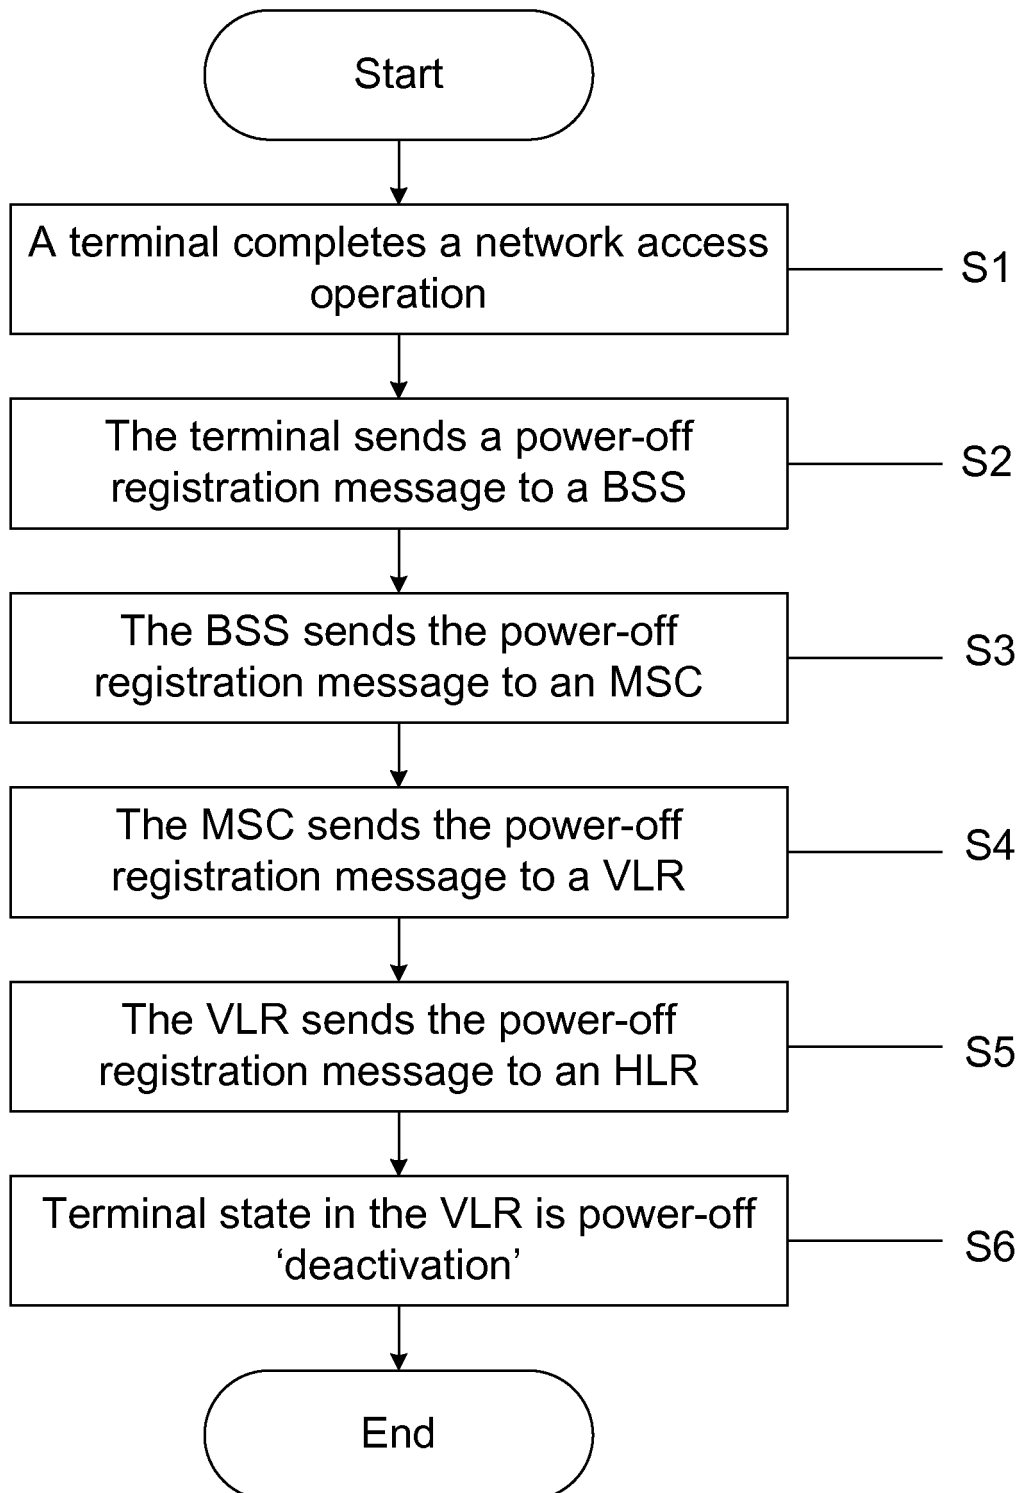 Start
A terminal completes a network access
operation
S1
The terminal sends a power-off
registration message to a BSS
S2
The BSS sends the power-off
registration message to an MSC
S3
The MSC sends the power-off
registration message to a VLR
S4
The VLR sends the power-off
registration message to an HLR
S5
Terminal state in the VLR is power-off
‘deactivation’
S6
End